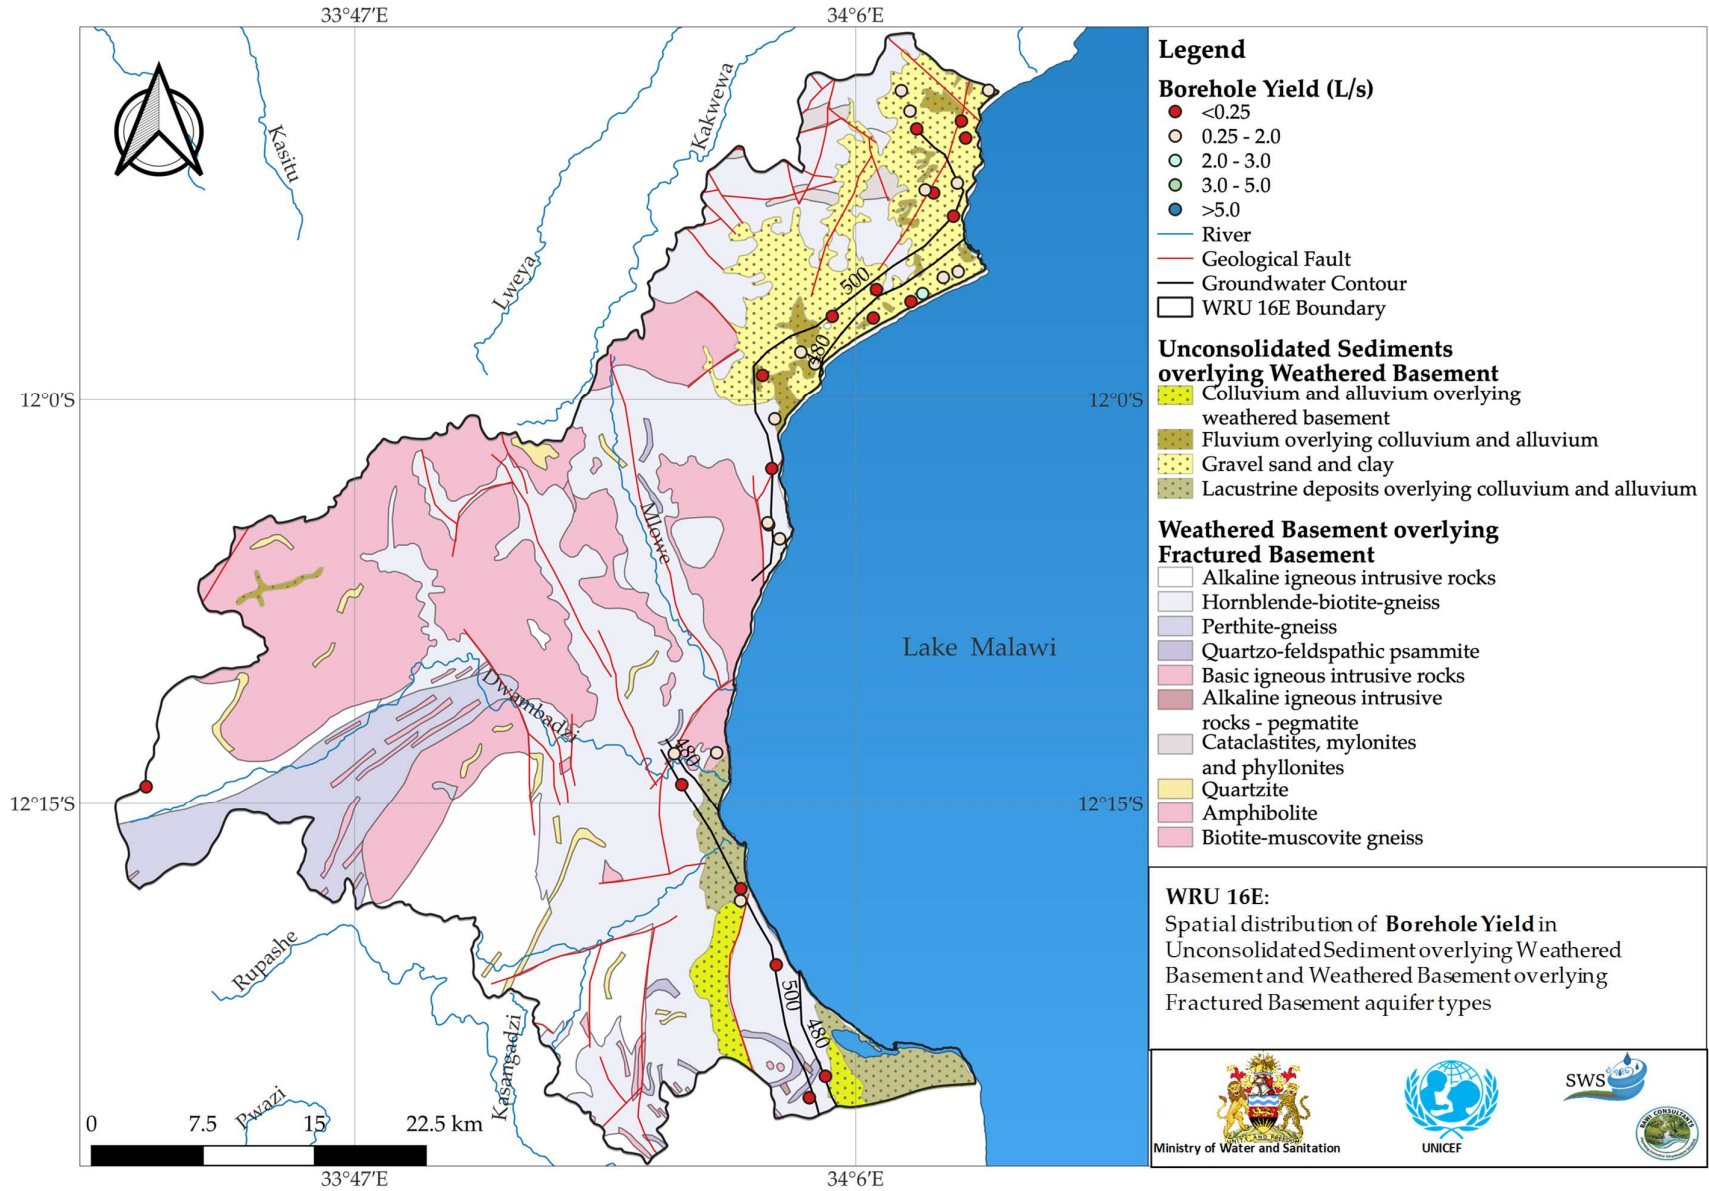 33°47'E
34°6'E
Kasitu
Kakwewa
Lweya
500
480
12°0'S
12°0'S
Mlowe
Lake Malawi
Dwambadzi
480
12°15'S
12°15'S
Rupashe
Kasangadzi
500
480
Pwazi
0
7.5
15
22.5 km
33°47'E
34°6'E
Legend
Borehole Yield (L/s)
<0.25
0.25 - 2.0
2.0 - 3.0
3.0 - 5.0
>5.0
River
Geological Fault
Groundwater Contour
WRU 16E Boundary
Unconsolidated Sediments
overlying Weathered Basement
Colluvium and alluvium overlying
weathered basement
Fluvium overlying colluvium and alluvium
Gravel sand and clay
Lacustrine deposits overlying colluvium and alluvium
Weathered Basement overlying
Fractured Basement
Alkaline igneous intrusive rocks
Hornblende-biotite-gneiss
Perthite-gneiss
Quartzo-feldspathic psammite
Basic igneous intrusive rocks
Alkaline igneous intrusive
rocks - pegmatite
Cataclastites, mylonites
and phyllonites
Quartzite
Amphibolite
Biotite-muscovite gneiss
WRU 16E:
Spatial distribution of Borehole Yield in
Unconsolidated Sediment overlying Weathered
Basement and Weathered Basement overlying
Fractured Basement aquifer types
Ministry of Water and Sanitation
UNICEF
SWS
BAWI CONSULTANTS